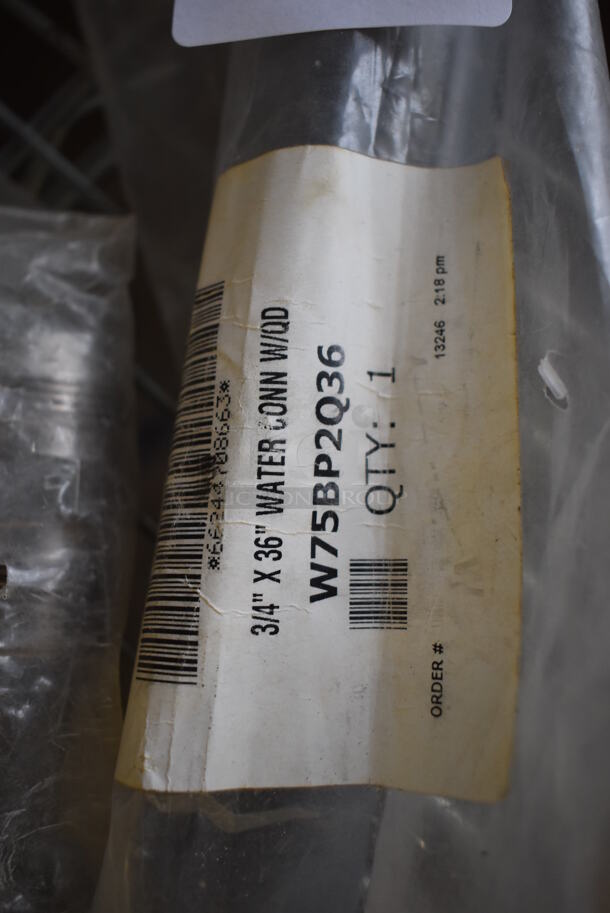 *66244708663*
3/4" X 36" WATER CONN W/QD
W75BP2Q36
QTY: 1
ORDER #
13246 2:18 pm